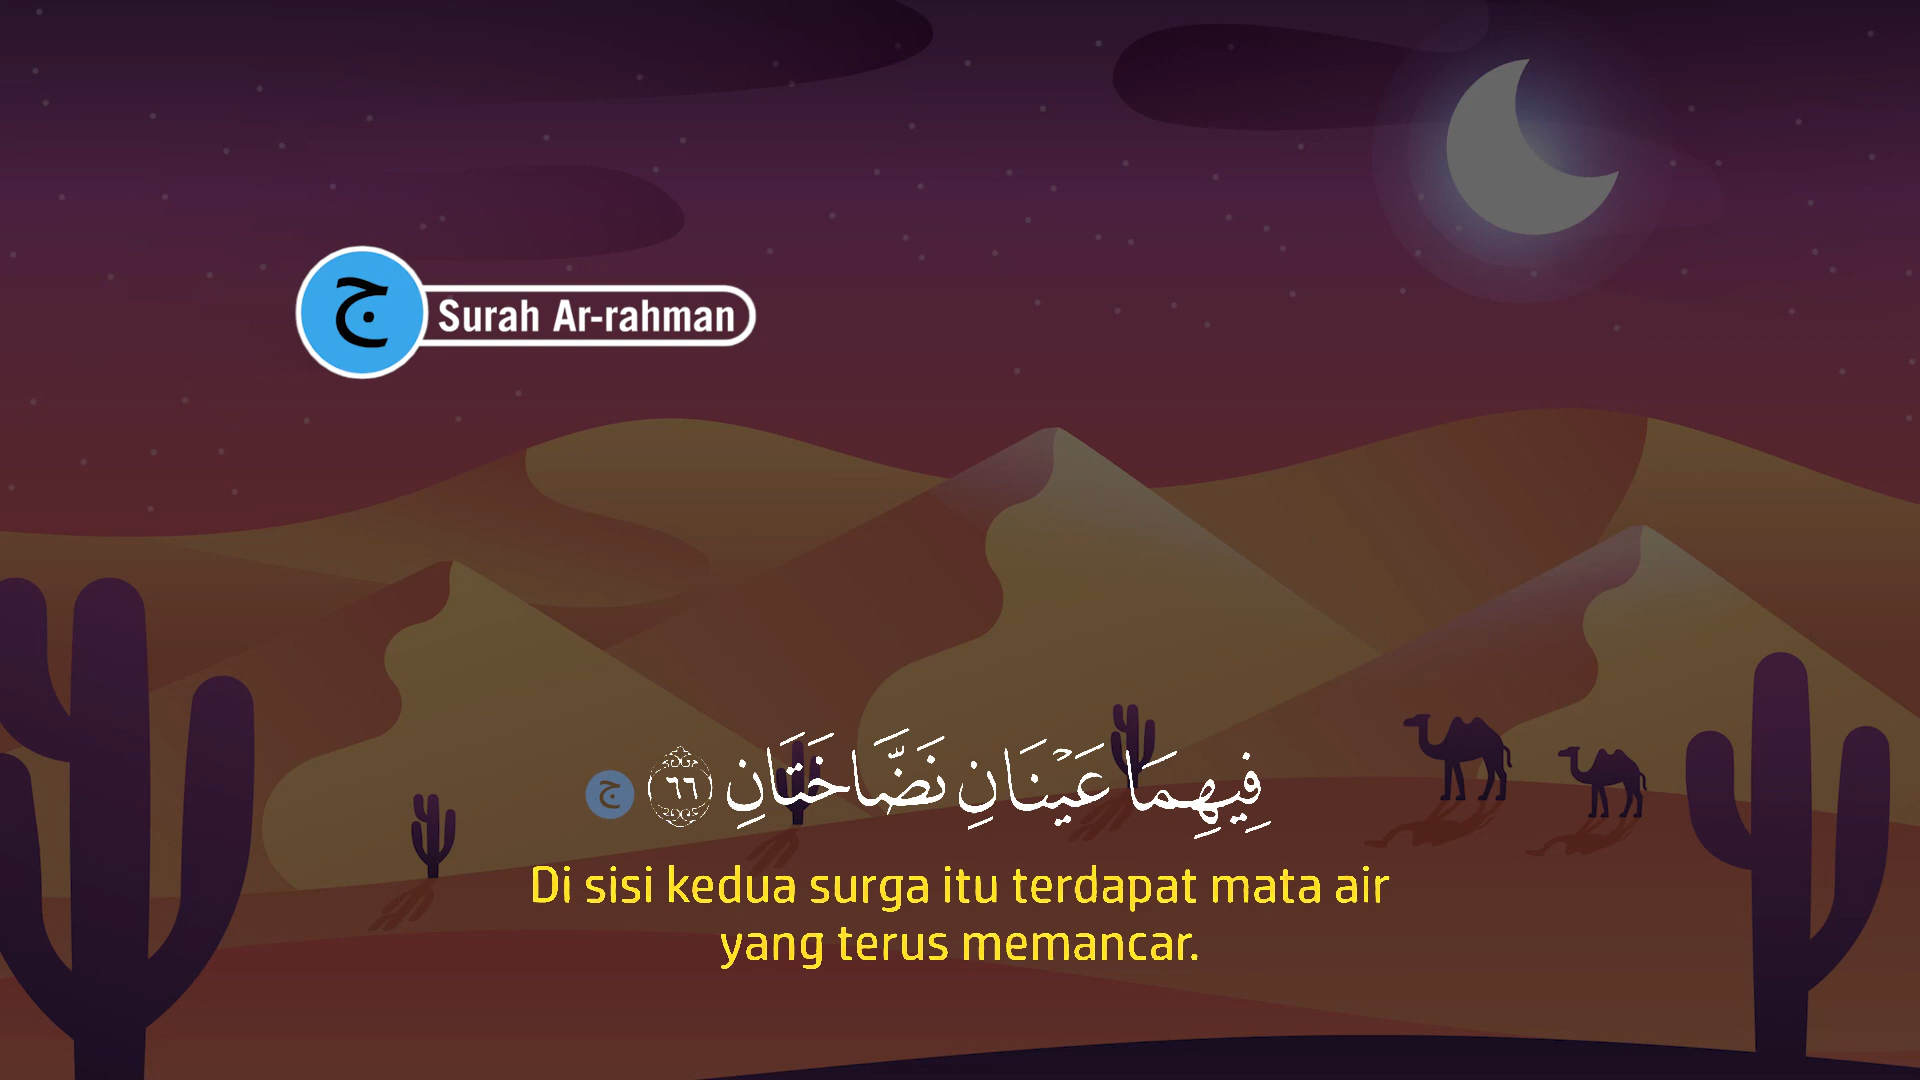 ج
Surah Ar-rahman
فِيهِمَا عَيْنَانِ نَضَّاخَتَانِ ٦٦ ج
Di sisi kedua surga itu terdapat mata air
yang terus memancar.